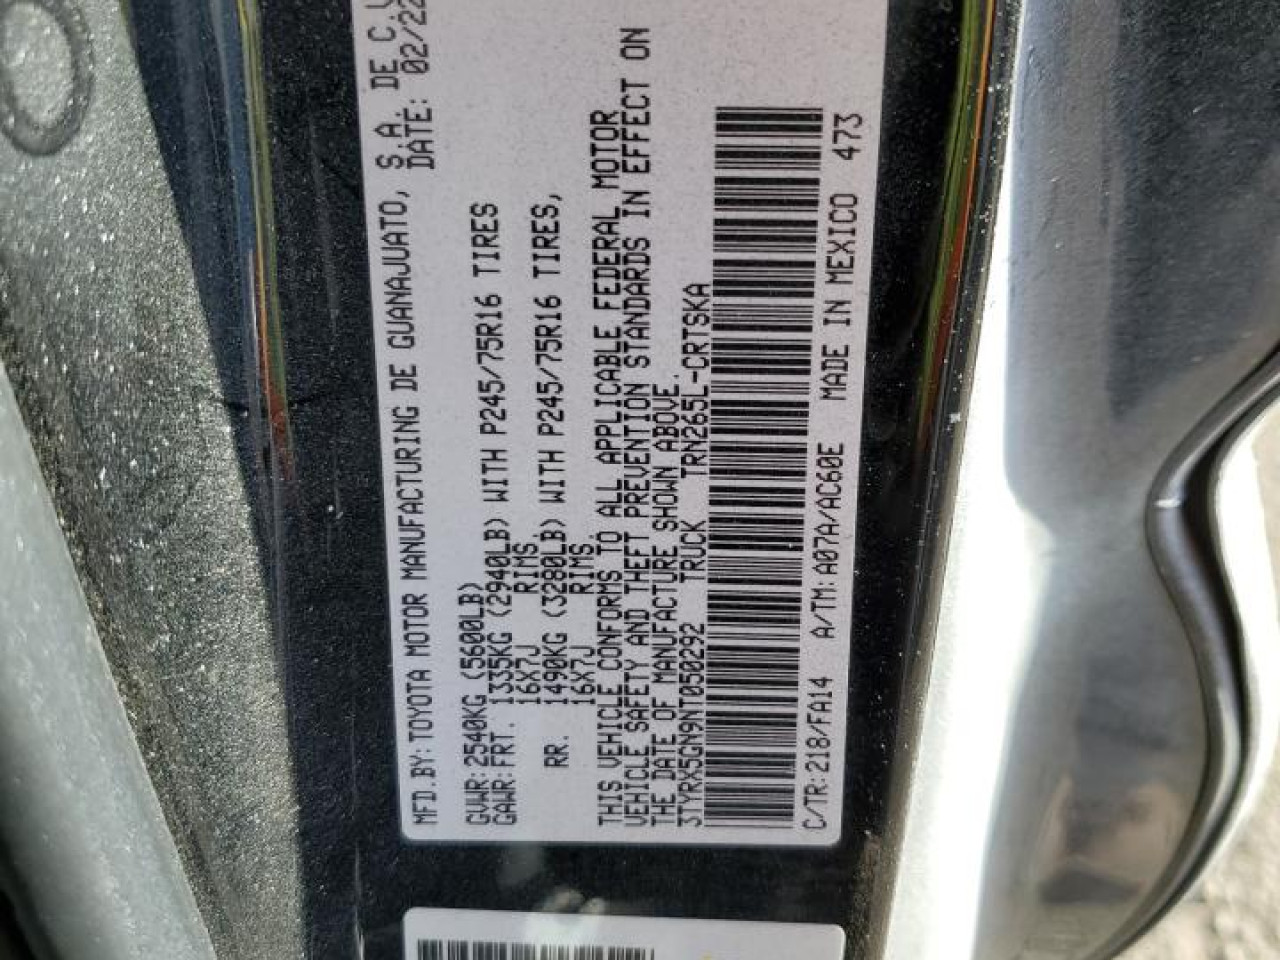 MFD.BY: TOYOTA MOTOR MANUFACTURING DE GUANAJUATO, S.A. DE C.V
DATE: 02/22
GVWR: 2540KG (5600LB)
GAWR: FRT. 1335KG (2940LB) WITH P245/75R16 TIRES
16X7J RIMS
RR. 1490KG (3280LB) WITH P245/75R16 TIRES,
16X7J RIMS
THIS VEHICLE CONFORMS TO ALL APPLICABLE FEDERAL MOTOR
VEHICLE SAFETY AND THEFT PREVENTION STANDARDS IN EFFECT ON
THE DATE OF MANUFACTURE SHOWN ABOVE.
3TYRX5GN9NT050292 TRUCK TRN265L-CRTSKA
C/TR: 218/FA14 A/TM: A07A/AC60E MADE IN MEXICO 473